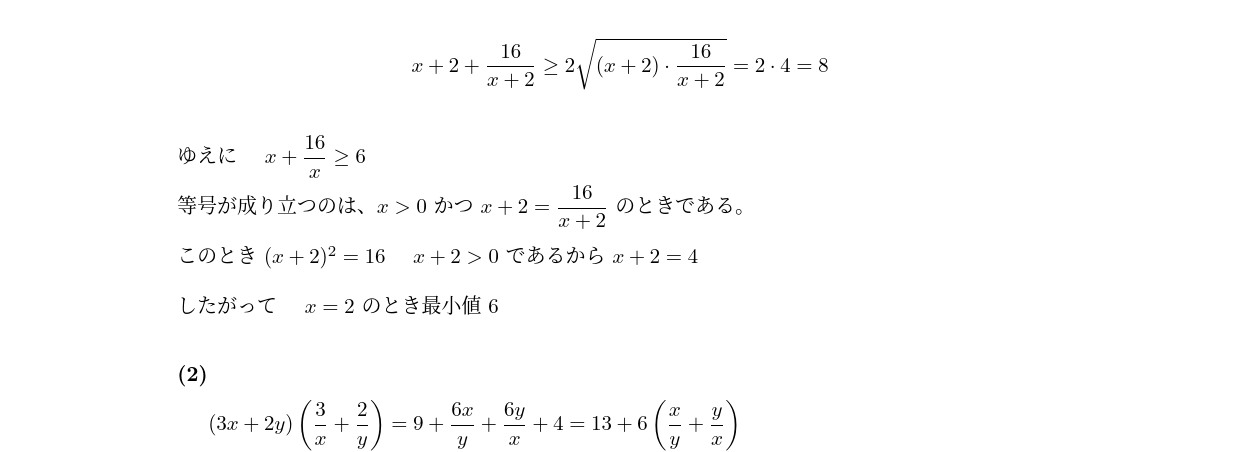 x + 2 + \frac{16}{x+2} ≥ 2\sqrt{(x+2) \cdot \frac{16}{x+2}} = 2 · 4 = 8
ゆえに x + \frac{16}{x} ≥ 6
等号が成り立つのは、x > 0 かつ x + 2 = \frac{16}{x+2} のときである。
このとき (x + 2)^2 = 16 x + 2 > 0 であるから x + 2 = 4
したがって x = 2 のとき最小値 6
(2)
(3x + 2y) \left( \frac{3}{x} + \frac{2}{y} \right) = 9 + \frac{6x}{y} + \frac{6y}{x} + 4 = 13 + 6 \left( \frac{x}{y} + \frac{y}{x} \right)